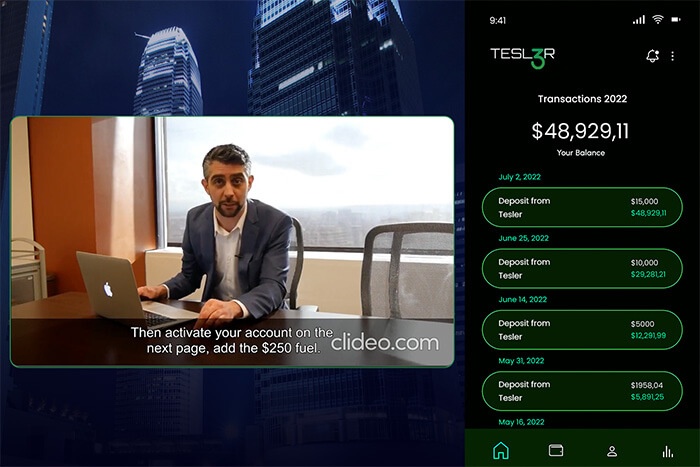 Then activate your account on the
next page, add the $250 fuel.
clideo.com
9:41
TESL3R
Transactions 2022
$48,929,11
Your Balance
July 2, 2022
Deposit from $15,000
Tesler $48,929,11
June 25, 2022
Deposit from $10,000
Tesler $29,281,21
June 14, 2022
Deposit from $5000
Tesler $12,291,99
May 31, 2022
Deposit from $1958,04
Tesler $5,891,25
May 16, 2022